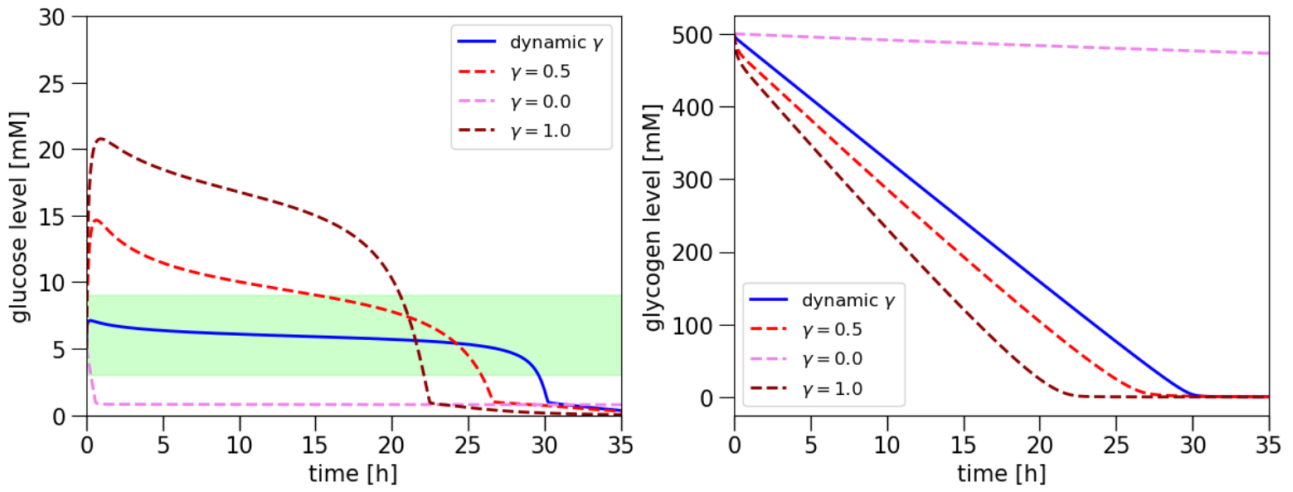 30
25
20
15
10
5
0
glucose level [mM]
0 5 10 15 20 25 30 35
time [h]
dynamic γ
γ = 0.5
γ = 0.0
γ = 1.0
500
400
300
200
100
0
glycogen level [mM]
0 5 10 15 20 25 30 35
time [h]
dynamic γ
γ = 0.5
γ = 0.0
γ = 1.0